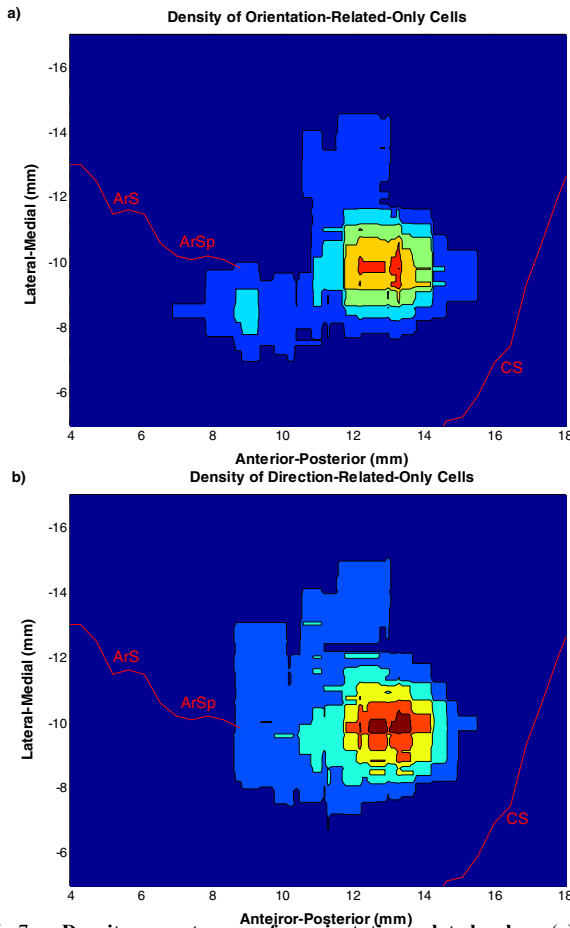 a)
Density of Orientation-Related-Only Cells
-16
-14
-12
-10
-8
-6
Lateral-Medial (mm)
ArS
ArSp
CS
4 6 8 10 12 14 16 18
Anterior-Posterior (mm)
b)
Density of Direction-Related-Only Cells
-16
-14
-12
-10
-8
-6
Lateral-Medial (mm)
ArS
ArSp
CS
4 6 8 10 12 14 16 18
Anteiror-Posterior (mm)